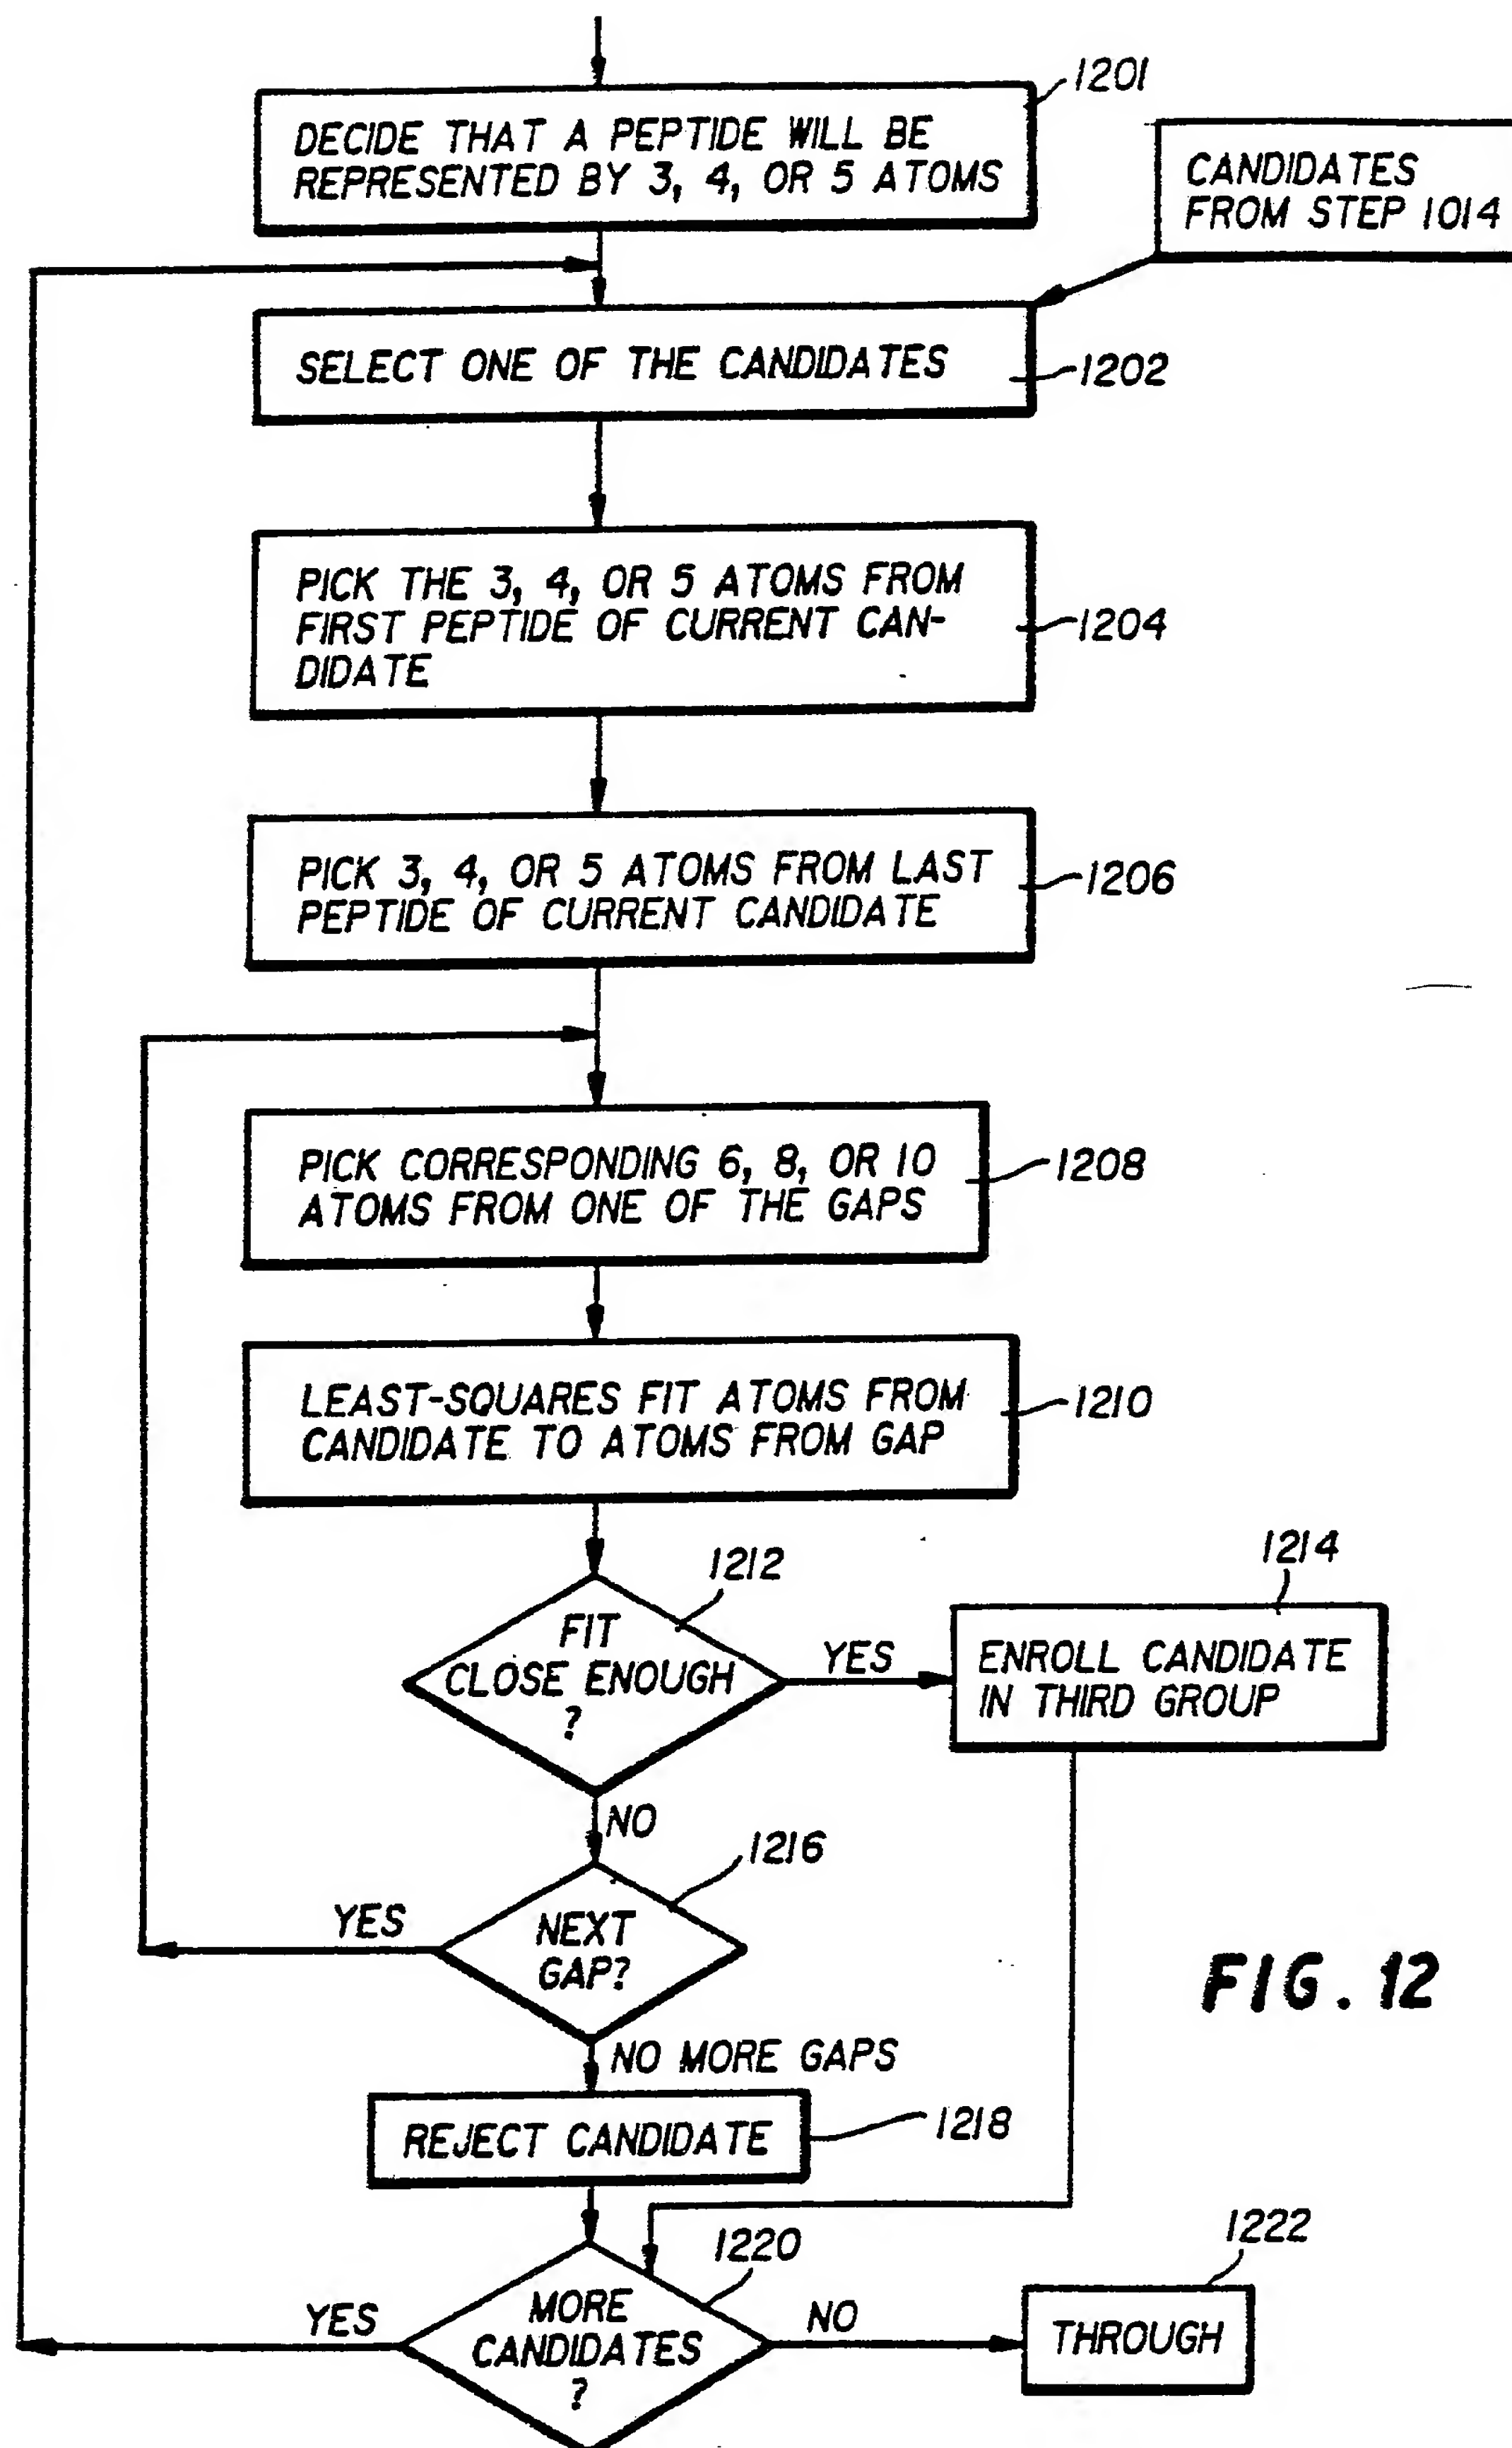 1201
DECIDE THAT A PEPTIDE WILL BE
REPRESENTED BY 3, 4, OR 5 ATOMS
CANDIDATES
FROM STEP 1014
SELECT ONE OF THE CANDIDATES
1202
PICK THE 3, 4, OR 5 ATOMS FROM
FIRST PEPTIDE OF CURRENT CAN-
DIDATE
1204
PICK 3, 4, OR 5 ATOMS FROM LAST
PEPTIDE OF CURRENT CANDIDATE
1206
PICK CORRESPONDING 6, 8, OR 10
ATOMS FROM ONE OF THE GAPS
1208
LEAST-SQUARES FIT ATOMS FROM
CANDIDATE TO ATOMS FROM GAP
1210
1212
FIT
CLOSE ENOUGH
?
YES
1214
ENROLL CANDIDATE
IN THIRD GROUP
NO
1216
NEXT
GAP?
YES
NO MORE GAPS
FIG. 12
REJECT CANDIDATE
1218
1220
MORE
CANDIDATES
?
YES
NO
1222
THROUGH